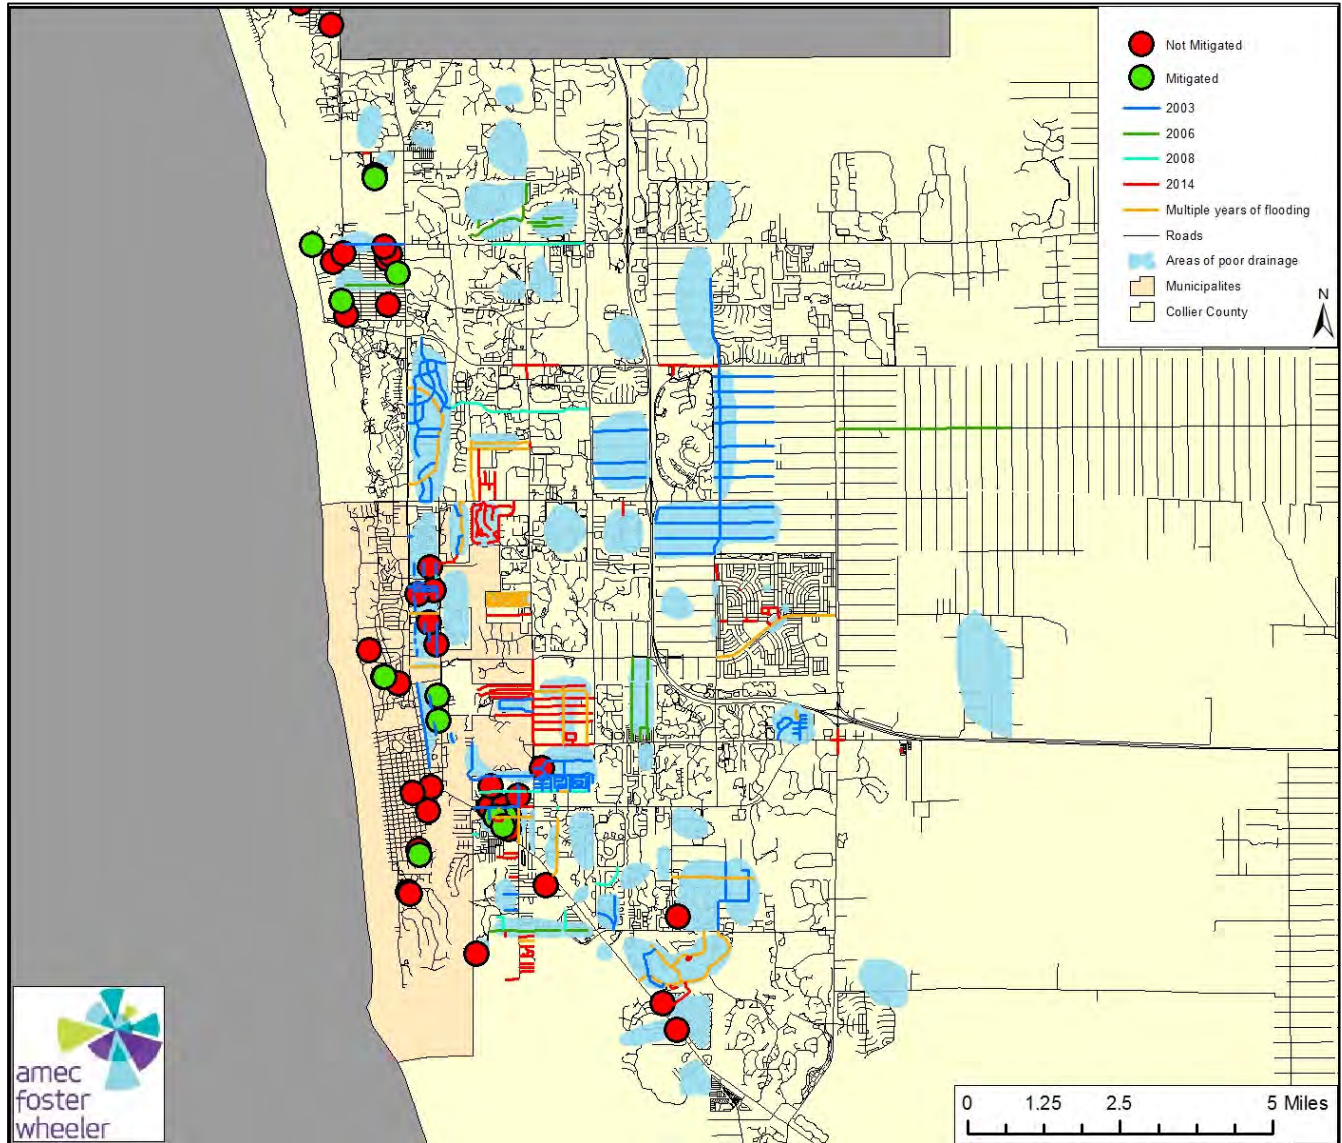 Not Mitigated
Mitigated
2003
2006
2008
2014
Multiple years of flooding
Roads
Areas of poor drainage
Municipalites
Collier County
N
amec
foster
wheeler
0 1.25 2.5 5 Miles